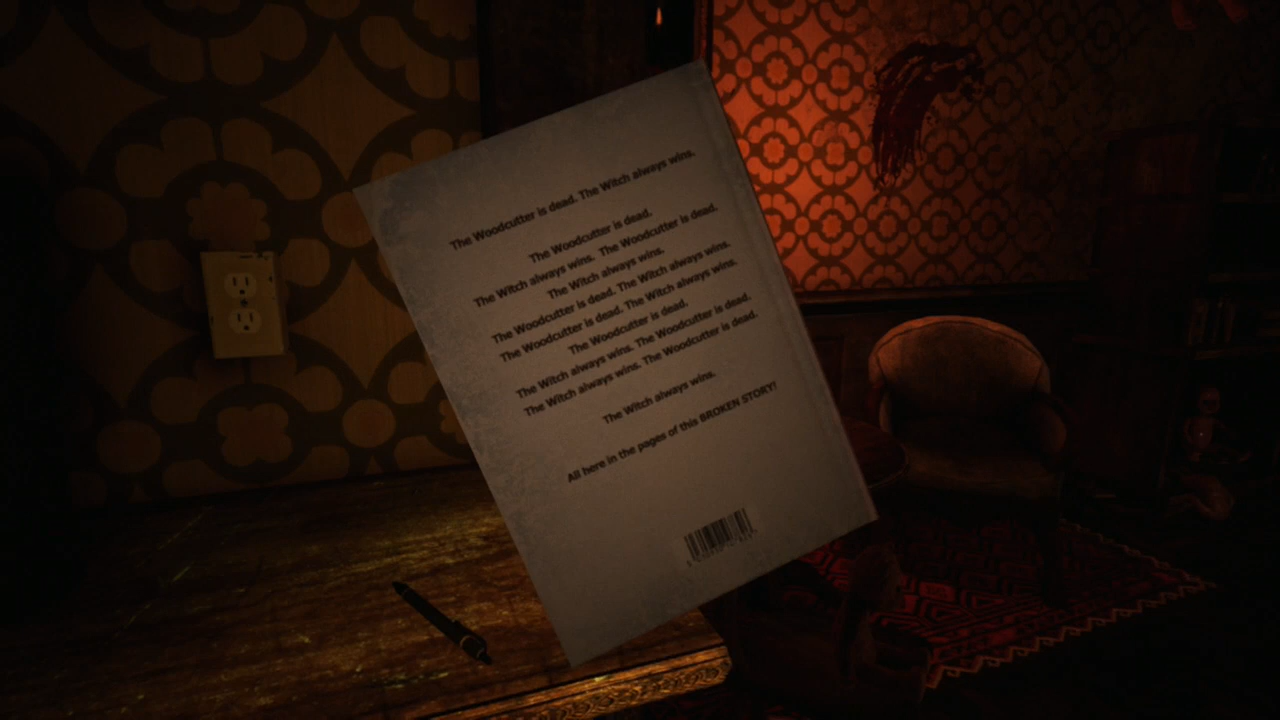 The Woodcutter is dead. The Witch always wins.
The Woodcutter is dead.
The Witch always wins. The Woodcutter is dead.
The Witch always wins.
The Woodcutter is dead. The Witch always wins.
The Woodcutter is dead. The Witch always wins.
The Woodcutter is dead.
The Witch always wins. The Woodcutter is dead.
The Witch always wins. The Woodcutter is dead.
The Witch always wins.
All here in the pages of this BROKEN STORY!